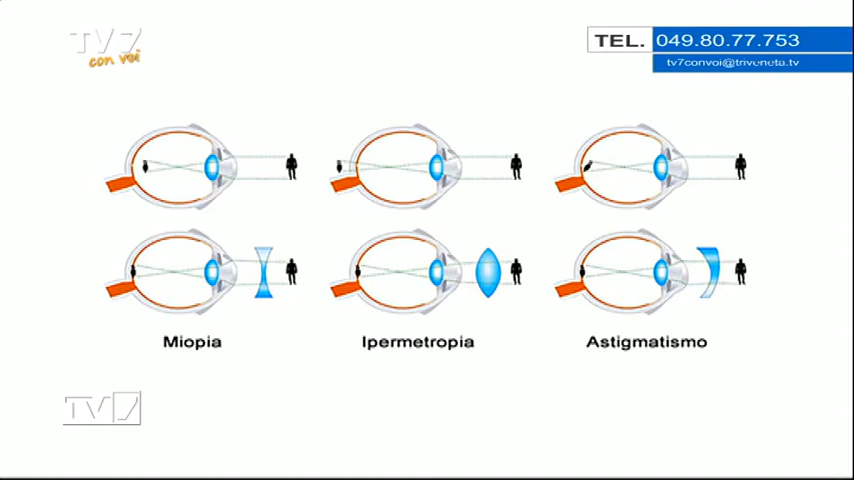 TV7
con voi
TEL. 049.80.77.753
tv7convoi@triveneta.tv
Miopia
Ipermetropia
Astigmatismo
TV7